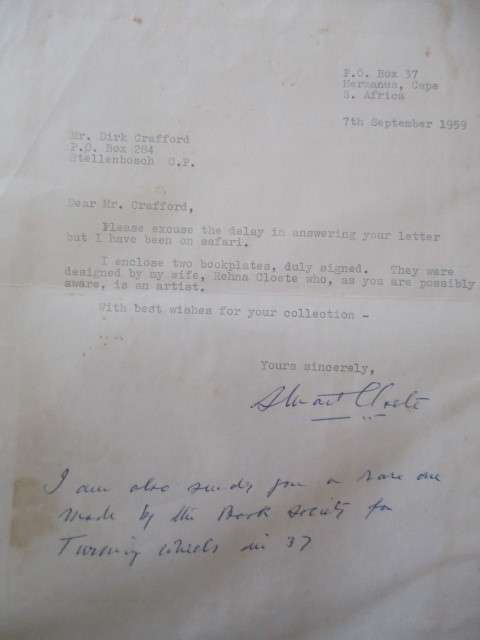 P.O. Box 37
Hermanus, Cape
S. Africa
7th September 1959
Mr. Dirk Crafford
P.O. Box 284
Stellenbosch C.P.
Dear Mr. Crafford,
Please excuse the delay in answering your letter
but I have been on safari.
I enclose two bookplates, duly signed. They were
designed by my wife, Rehna Cloete who, as you are possibly
aware, is an artist.
With best wishes for your collection -
Yours sincerely,
Stuart Cloete
I am also sending you a rare one
made by the Book Society for
Turning wheels in 37